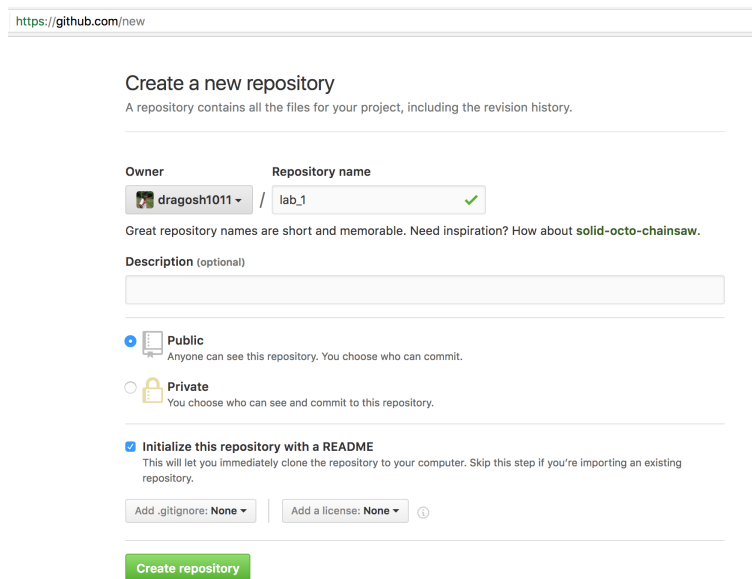 https://github.com/new
Create a new repository
A repository contains all the files for your project, including the revision history.
Owner Repository name
dragosh1011 / lab_1
Great repository names are short and memorable. Need inspiration? How about solid-octo-chainsaw.
Description (optional)
Public
Anyone can see this repository. You choose who can commit.
Private
You choose who can see and commit to this repository.
Initialize this repository with a README
This will let you immediately clone the repository to your computer. Skip this step if you’re importing an existing
repository.
Add .gitignore: None Add a license: None
Create repository